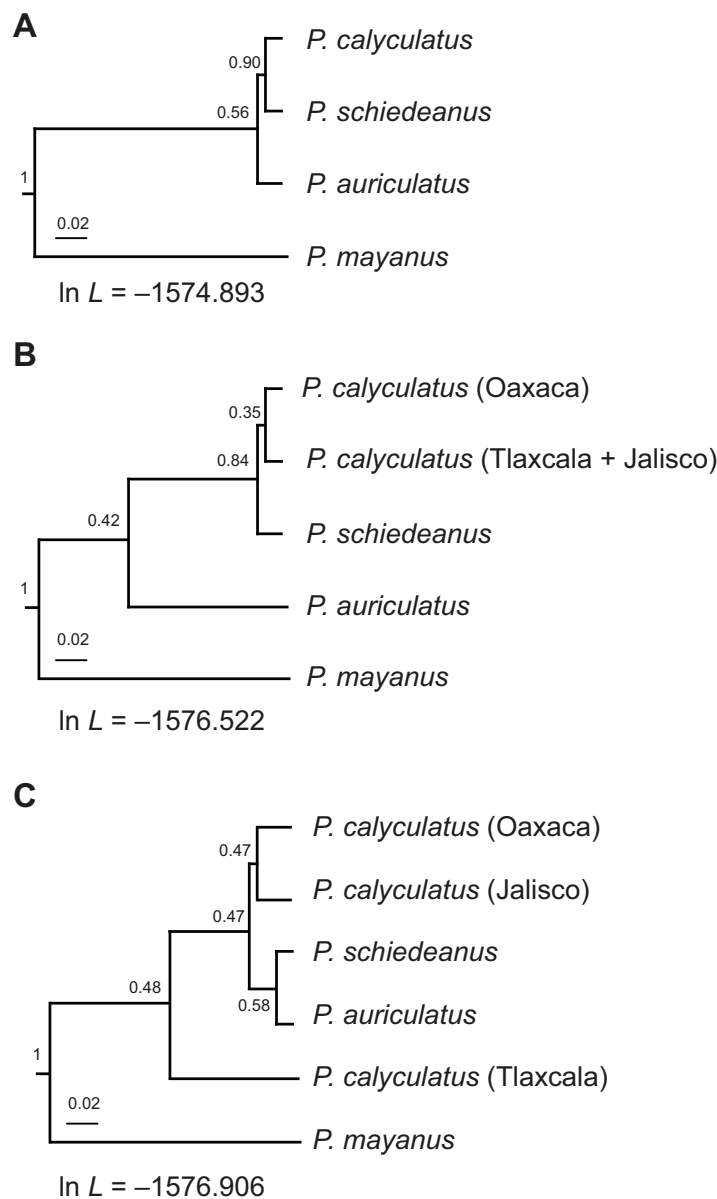 A
P. calyculatus
0.90
P. schiedeanus
0.56
P. auriculatus
1
0.02
P. mayanus
ln L = –1574.893
B
P. calyculatus (Oaxaca)
0.35
P. calyculatus (Tlaxcala + Jalisco)
0.84
P. schiedeanus
0.42
1
P. auriculatus
0.02
P. mayanus
ln L = –1576.522
C
P. calyculatus (Oaxaca)
0.47
P. calyculatus (Jalisco)
0.47
P. schiedeanus
0.48
0.58
P. auriculatus
1
P. calyculatus (Tlaxcala)
0.02
P. mayanus
ln L = –1576.906